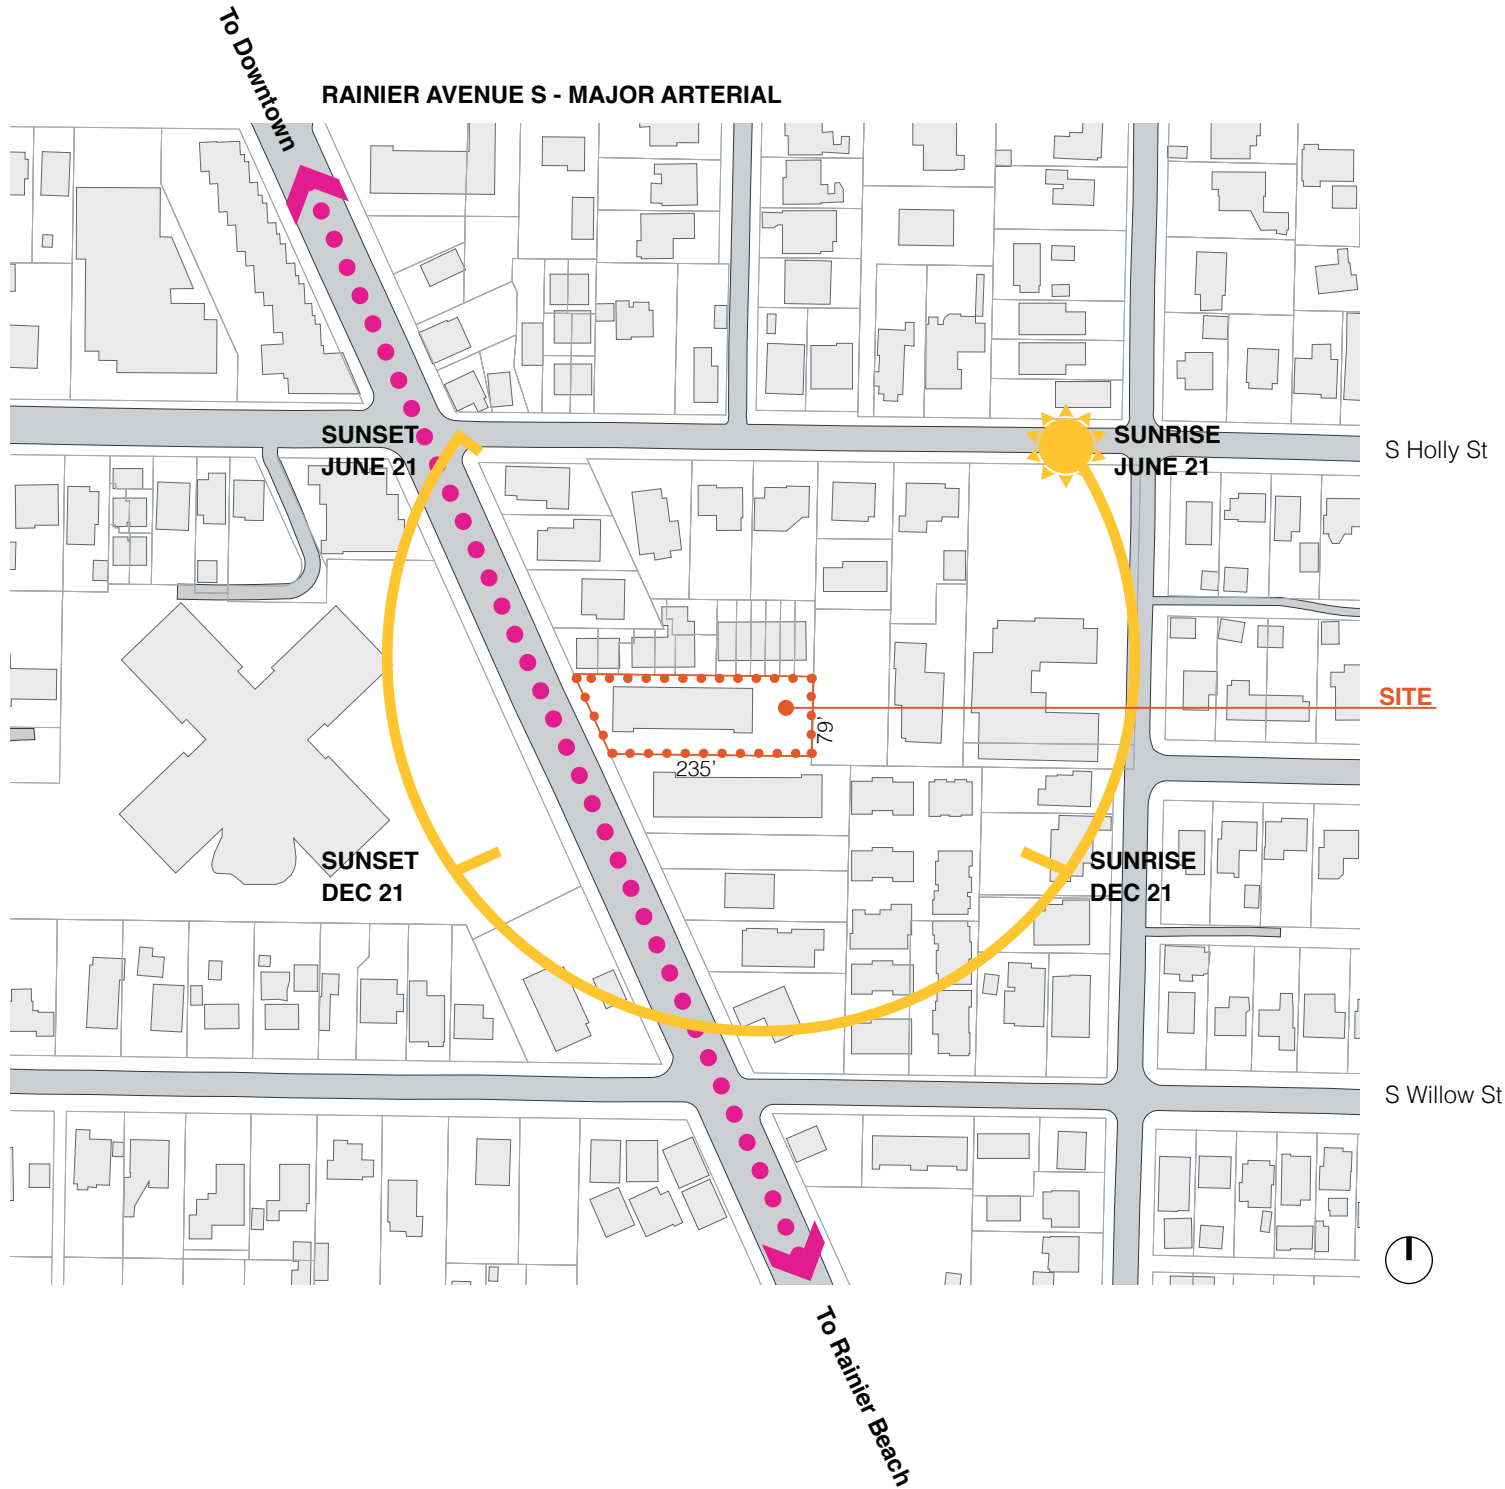 To Downtown
RAINIER AVENUE S - MAJOR ARTERIAL
SUNSET
JUNE 21
SUNRISE
JUNE 21
S Holly St
SITE
79'
235'
SUNSET
DEC 21
SUNRISE
DEC 21
S Willow St
To Rainier Beach